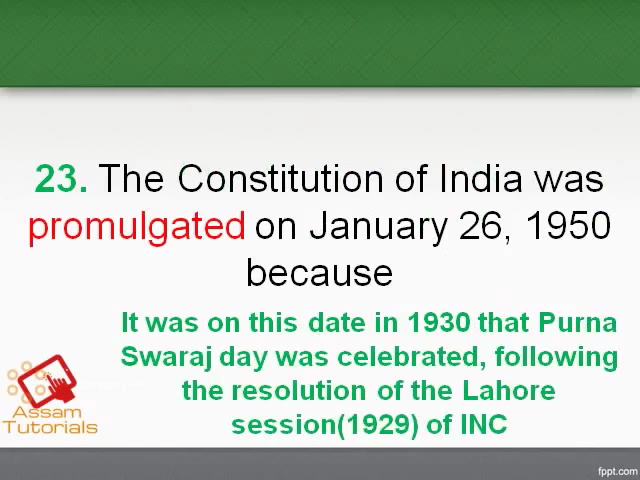 23. The Constitution of India was
promulgated on January 26, 1950
because
It was on this date in 1930 that Purna
Swaraj day was celebrated, following
the resolution of the Lahore
session(1929) of INC
Assam
Tutorials
fppt.com